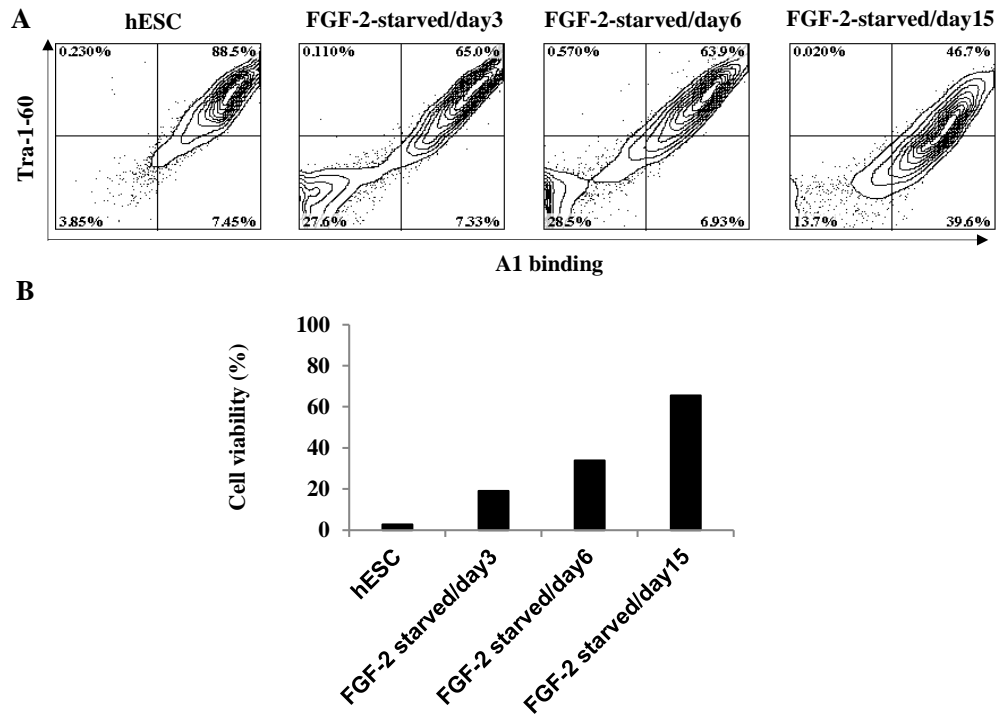 A
hESC
FGF-2-starved/day3
FGF-2-starved/day6
FGF-2-starved/day15
0.230%
88.5%
0.110%
65.0%
0.570%
63.9%
0.020%
46.7%
Tra-1-60
3.85%
7.45%
27.6%
7.33%
28.5%
6.93%
13.7%
39.6%
A1 binding
B
Cell viability (%)
100
80
60
40
20
0
hESC
FGF-2 starved/day3
FGF-2 starved/day6
FGF-2 starved/day15